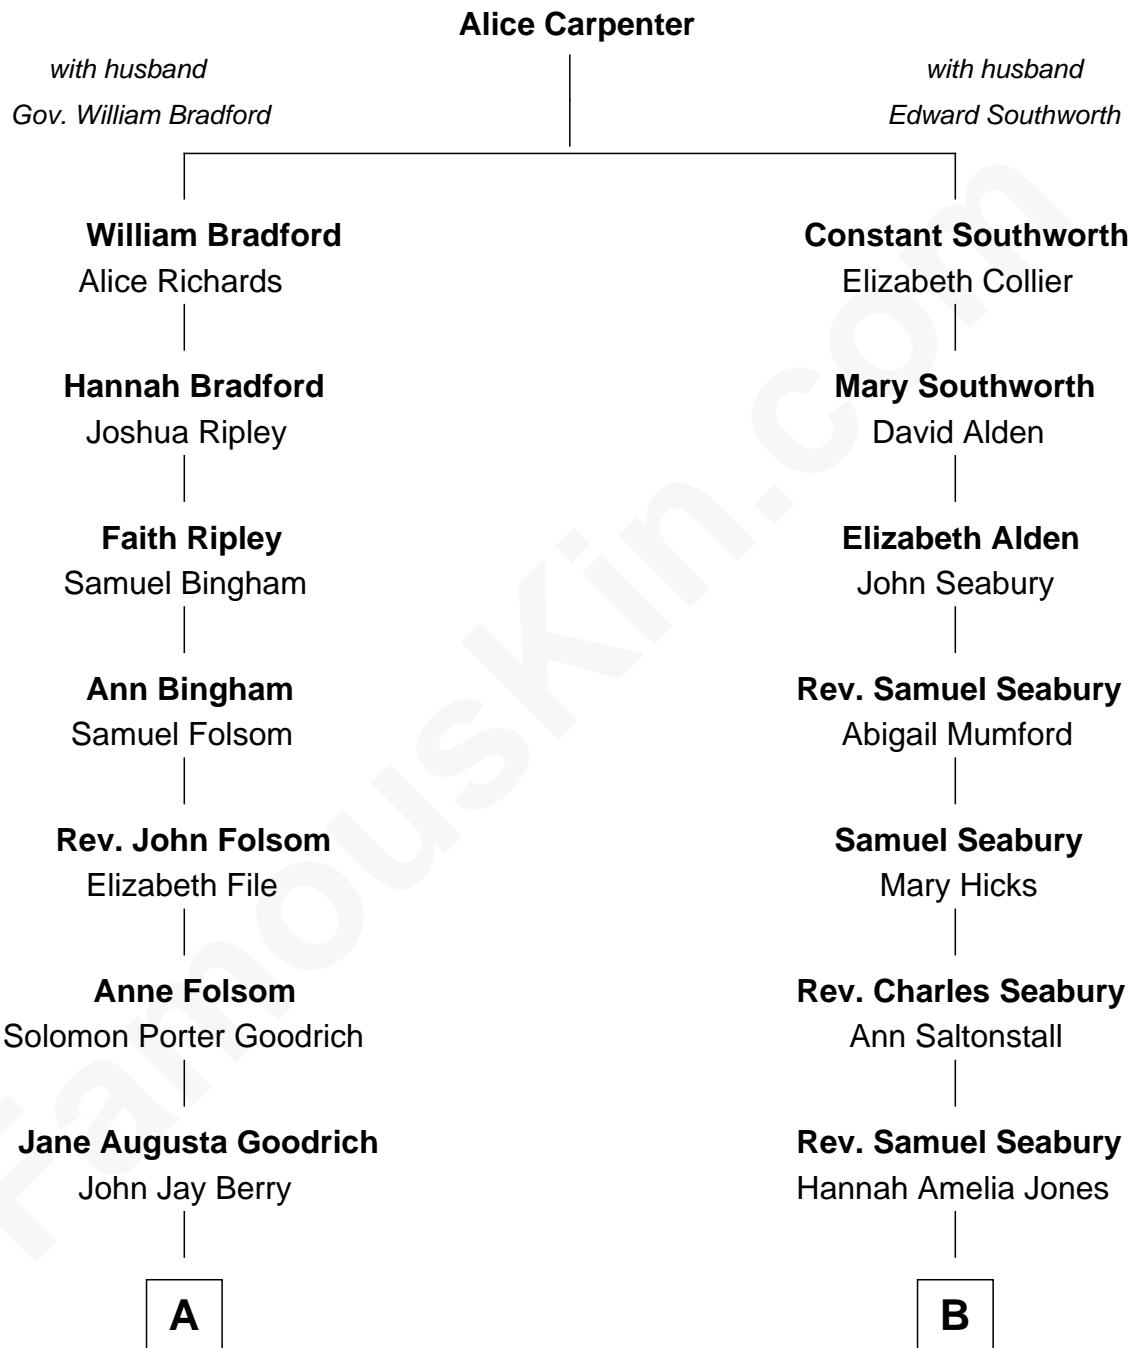 Alice Carpenter
with husband
Gov. William Bradford
with husband
Edward Southworth
William Bradford
Alice Richards
Constant Southworth
Elizabeth Collier
Hannah Bradford
Joshua Ripley
Mary Southworth
David Alden
Faith Ripley
Samuel Bingham
Elizabeth Alden
John Seabury
Ann Bingham
Samuel Folsom
Rev. Samuel Seabury
Abigail Mumford
Rev. John Folsom
Elizabeth File
Samuel Seabury
Mary Hicks
Anne Folsom
Solomon Porter Goodrich
Rev. Charles Seabury
Ann Saltonstall
Jane Augusta Goodrich
John Jay Berry
Rev. Samuel Seabury
Hannah Amelia Jones
A
B
FamousKin.com